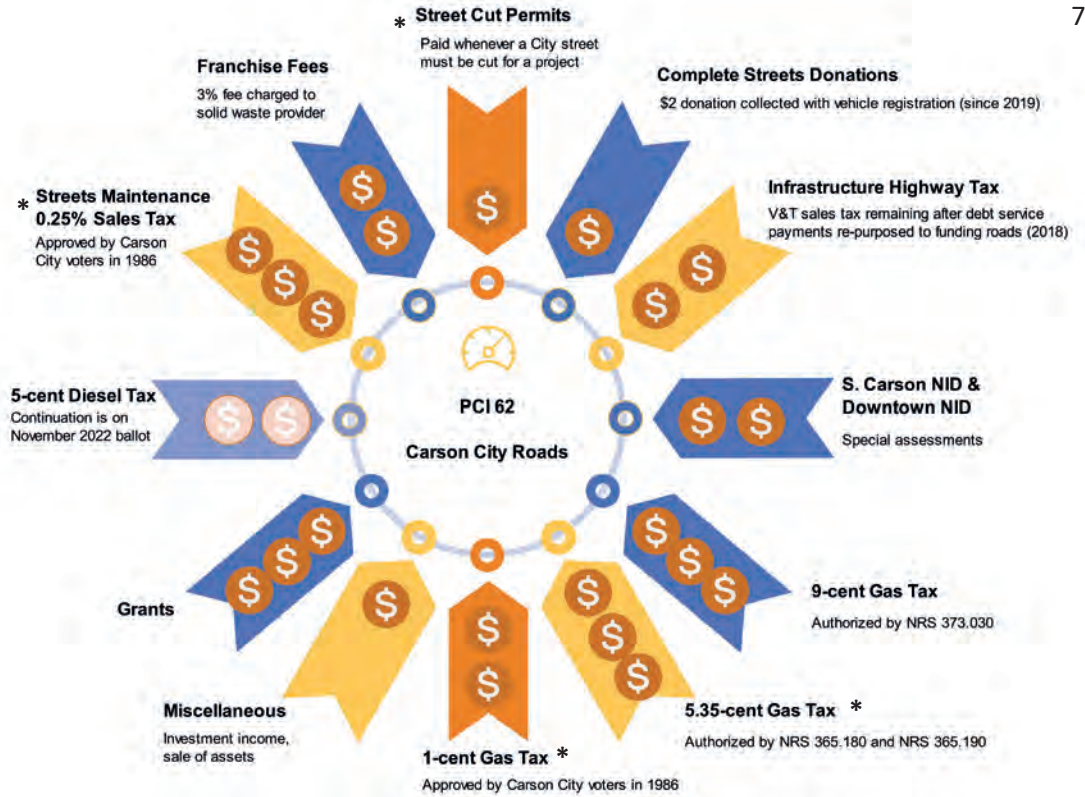 7
* Street Cut Permits
Paid whenever a City street
must be cut for a project
Franchise Fees
3% fee charged to
solid waste provider
Complete Streets Donations
$2 donation collected with vehicle registration (since 2019)
* Streets Maintenance
0.25% Sales Tax
Approved by Carson
City voters in 1986
Infrastructure Highway Tax
V&T sales tax remaining after debt service
payments re-purposed to funding roads (2018)
5-cent Diesel Tax
Continuation is on
November 2022 ballot
PCI 62
Carson City Roads
S. Carson NID &
Downtown NID
Special assessments
Grants
9-cent Gas Tax
Authorized by NRS 373.030
Miscellaneous
Investment income,
sale of assets
1-cent Gas Tax *
Approved by Carson City voters in 1986
5.35-cent Gas Tax *
Authorized by NRS 365.180 and NRS 365.190
$
$ $
$
$ $ $
$ $
$ $
$ $
$ $ $
$ $ $
$
$ $
$ $ $